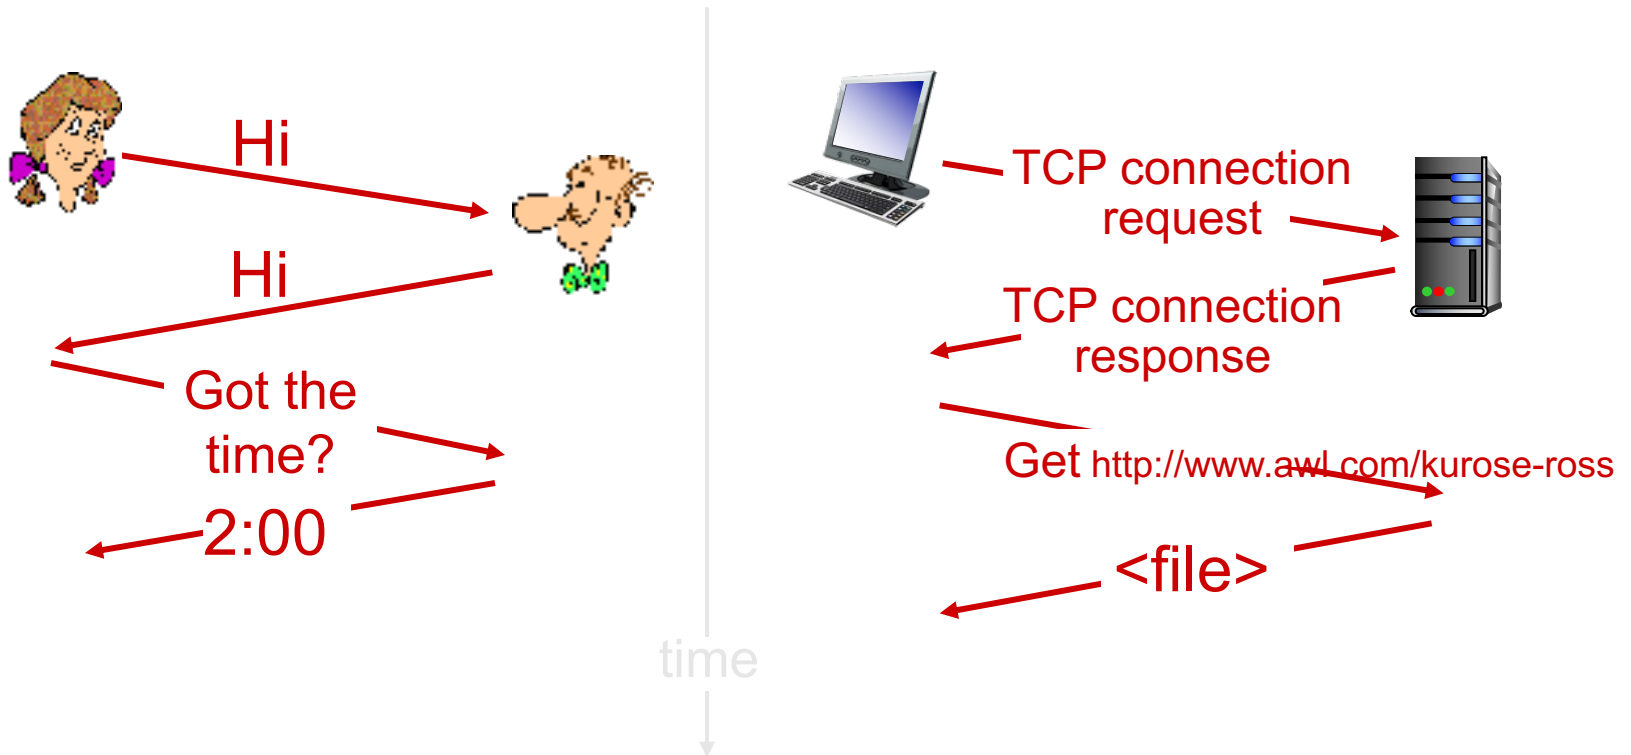 Hi
Hi
Got the
time?
2:00
TCP connection
request
TCP connection
response
Get http://www.awl.com/kurose-ross
<file>
time